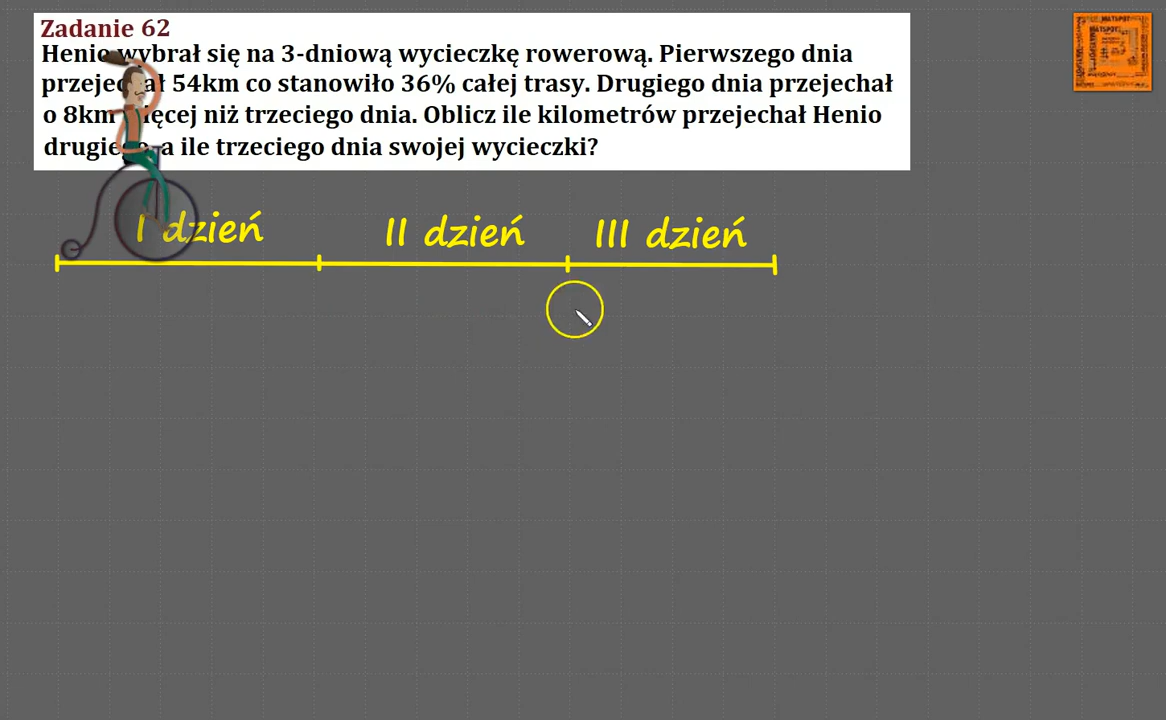 Zadanie 62
Henio wybrał się na 3-dniową wycieczkę rowerową. Pierwszego dnia
przejechał 54km co stanowiło 36% całej trasy. Drugiego dnia przejechał
o 8km więcej niż trzeciego dnia. Oblicz ile kilometrów przejechał Henio
drugiego, a ile trzeciego dnia swojej wycieczki?
I dzień II dzień III dzień